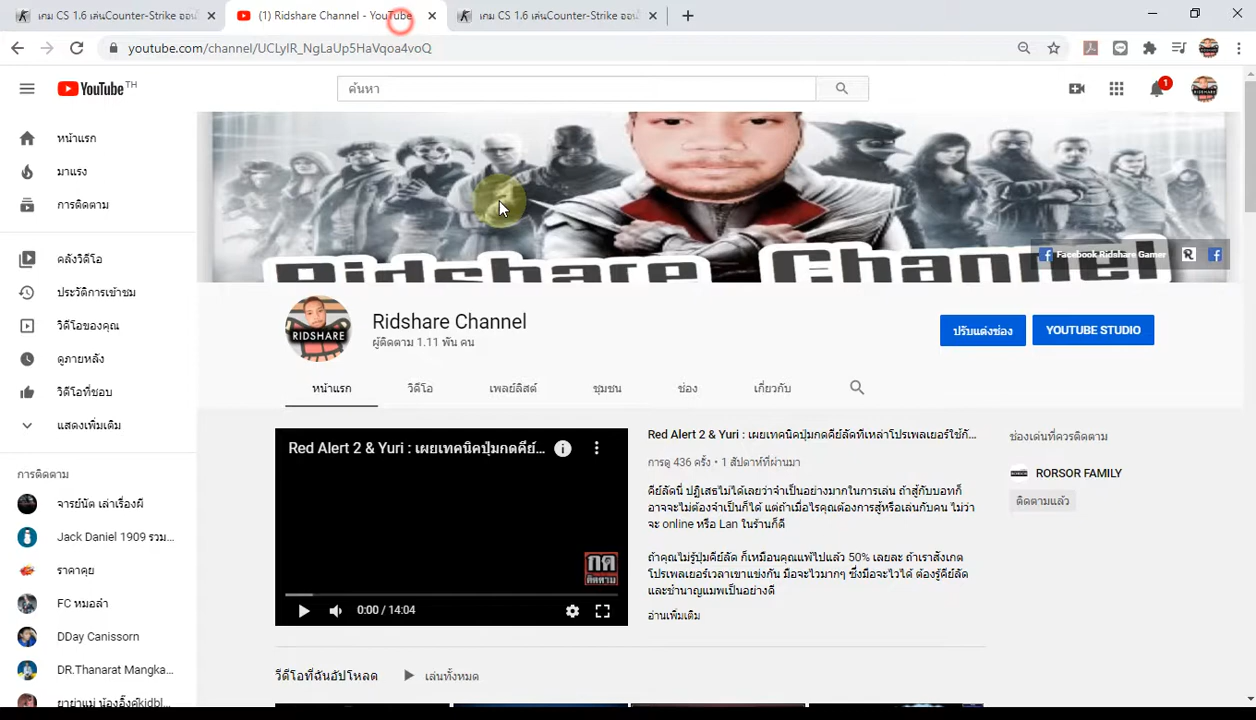 เกม CS 1.6 เล่นCounter-Strike ออนไ
(1) Ridshare Channel - YouTube
เกม CS 1.6 เล่นCounter-Strike ออนไ
youtube.com/channel/UCLyIR_NgLaUp5HaVqoa4voQ
YouTube TH
ค้นหา
1
หน้าแรก
มาแรง
การติดตาม
คลังวิดีโอ
ประวัติการเข้าชม
วิดีโอของคุณ
ดูภายหลัง
วิดีโอที่ชอบ
แสดงเพิ่มเติม
การติดตาม
จารย์นัด เล่าเรื่องผี
Jack Daniel 1909 รวม...
ราคาคุย
FC หมอลำ
DDay Canissorn
DR.Thanarat Mangka...
ยาย่าแม่ น้องอิ๊งค์kidbl...
Ridshare Channel
Facebook Ridshare Gamer
RIDSHARE
Ridshare Channel
ผู้ติดตาม 1.11 พัน คน
ปรับแต่งช่อง
YOUTUBE STUDIO
หน้าแรก
วิดีโอ
เพลย์ลิสต์
ชุมชน
ช่อง
เกี่ยวกับ
Red Alert 2 & Yuri : เผยเทคนิคปุ่มกดคีย์...
กด
ติดตาม
0:00 / 14:04
Red Alert 2 & Yuri : เผยเทคนิคปุ่มกดคีย์ลัดที่เหล่าโปรเพลเยอร์ใช้กั...
การดู 436 ครั้ง • 1 สัปดาห์ที่ผ่านมา
คีย์ลัดนี่ ปฏิเสธไม่ได้เลยว่าจำเป็นอย่างมากในการเล่น ถ้าสู้กับบอทก็
อาจจะไม่ต้องจำเป็นก็ได้ แต่ถ้าเมื่อไรคุณต้องการสู้หรือเล่นกับคน ไม่ว่า
จะ online หรือ Lan ในร้านก็ดี
ถ้าคุณไม่รู้ปุ่มคีย์ลัด ก็เหมือนคุณแพ้ไปแล้ว 50% เลยละ ถ้าเราสังเกต
โปรเพลเยอร์เวลาเขาแข่งกัน มือจะไวมากๆ ซึ่งมือจะไวได้ ต้องรู้คีย์ลัด
และชำนาญแมพเป็นอย่างดี
อ่านเพิ่มเติม
ช่องเด่นที่ควรติดตาม
RORSOR FAMILY
ติดตามแล้ว
วิดีโอที่ฉันอัปโหลด
เล่นทั้งหมด